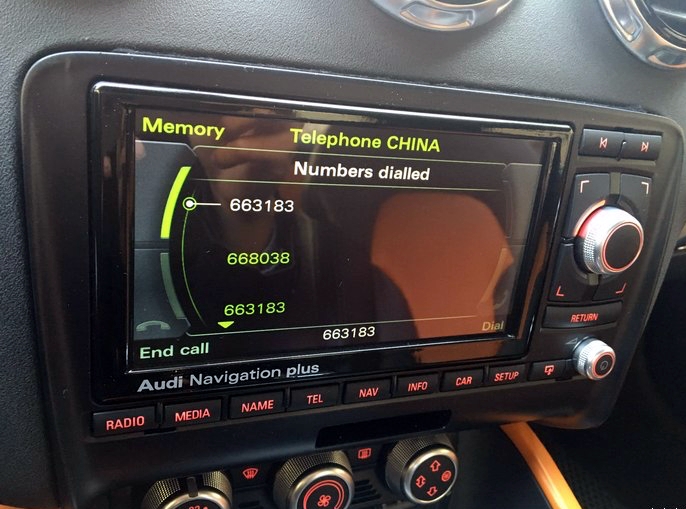 Memory
Telephone CHINA
Numbers dialled
663183
668038
663183
663183
Dial
End call
Audi Navigation plus
RADIO
MEDIA
NAME
TEL
NAV
INFO
CAR
SETUP
RETURN